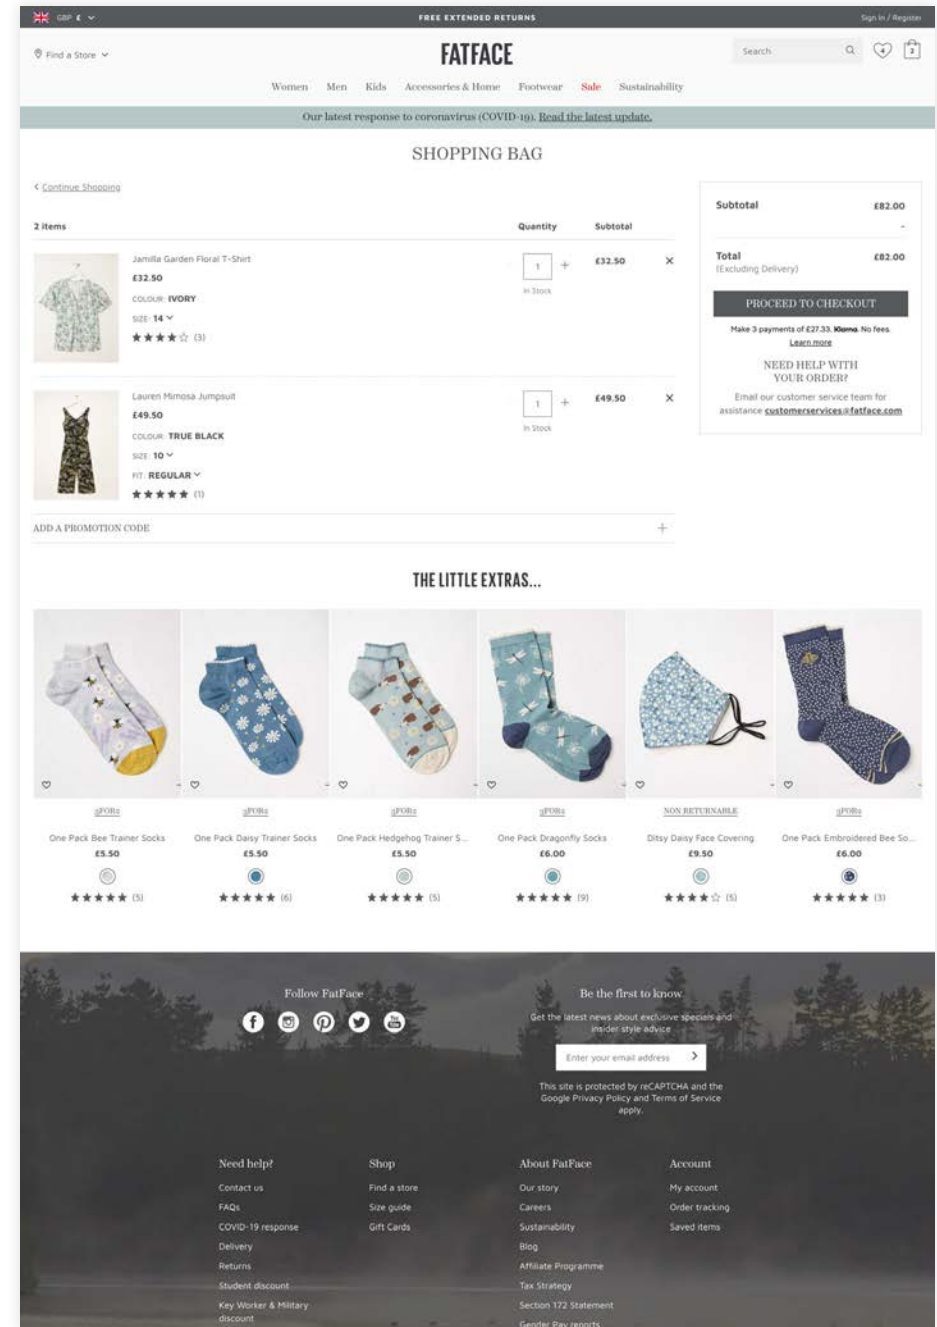 GBP £
FREE EXTENDED RETURNS
Sign In / Register
Find a Store
FATFACE
Search
4
2
Women Men Kids Accessories & Home Footwear Sale Sustainability
Our latest response to coronavirus (COVID-19). Read the latest update.
SHOPPING BAG
Continue Shopping
2 items Quantity Subtotal
Jamilla Garden Floral T-Shirt
£32.50
COLOUR: IVORY
SIZE: 14
(3)
1 + £32.50 ×
In Stock
Lauren Mimosa Jumpsuit
£49.50
COLOUR: TRUE BLACK
SIZE: 10
FIT: REGULAR
(1)
1 + £49.50 ×
In Stock
ADD A PROMOTION CODE +
Subtotal £82.00
-
Total £82.00
(Excluding Delivery)
PROCEED TO CHECKOUT
Make 3 payments of £27.33. Klarna. No fees.
Learn more
NEED HELP WITH
YOUR ORDER?
Email our customer service team for
assistance customerservices@fatface.com
THE LITTLE EXTRAS...
3FOR2 3FOR2 3FOR2 3FOR2 NON RETURNABLE 3FOR2
One Pack Bee Trainer Socks One Pack Daisy Trainer Socks One Pack Hedgehog Trainer S... One Pack Dragonfly Socks Ditsy Daisy Face Covering One Pack Embroidered Bee So...
£5.50 £5.50 £5.50 £6.00 £9.50 £6.00
(5) (6) (5) (9) (5) (3)
Follow FatFace
Be the first to know
Get the latest news about exclusive specials and
insider style advice
Enter your email address
This site is protected by reCAPTCHA and the
Google Privacy Policy and Terms of Service
apply.
Need help?
Contact us
FAQs
COVID-19 response
Delivery
Returns
Student discount
Key Worker & Military
discount
Shop
Find a store
Size guide
Gift Cards
About FatFace
Our story
Careers
Sustainability
Blog
Affiliate Programme
Tax Strategy
Section 172 Statement
Gender Pay reports
Account
My account
Order tracking
Saved items